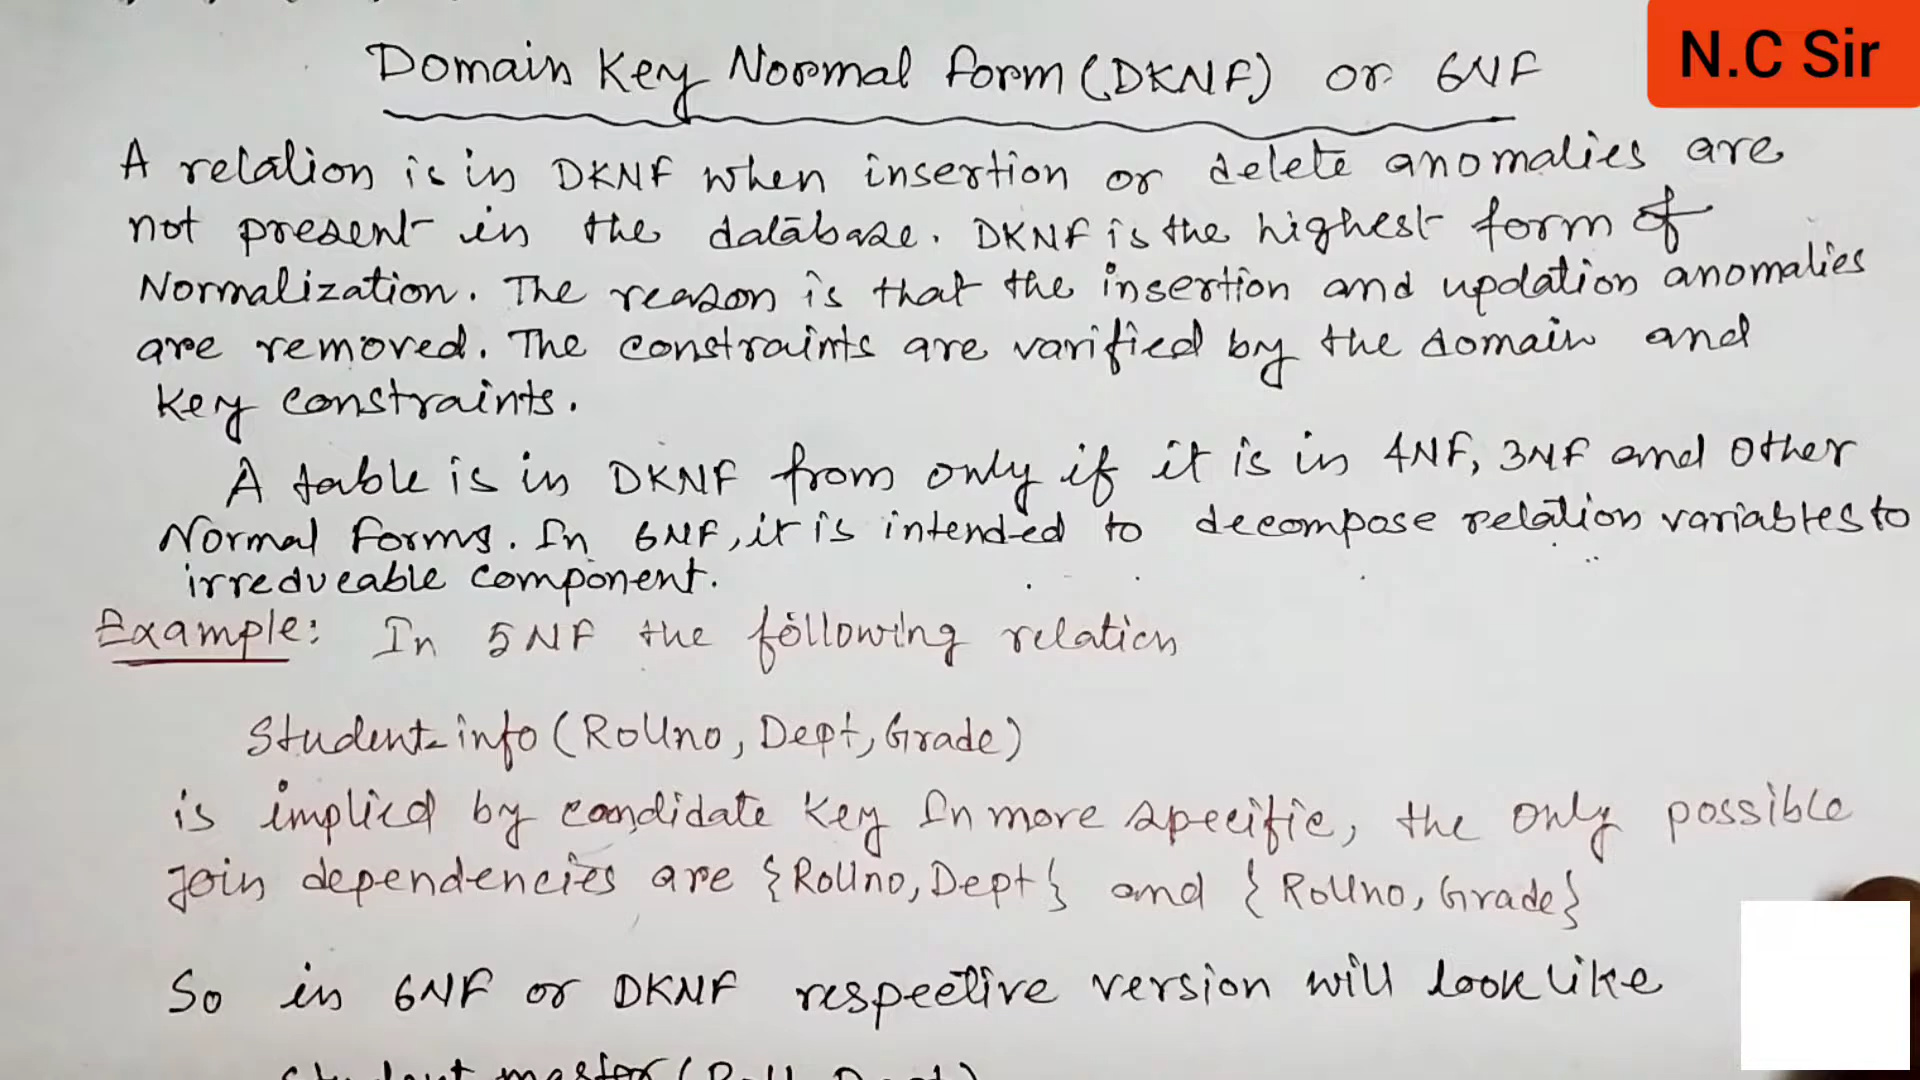 N.C Sir
Domain Key Normal Form (DKNF) or 6NF
A relation is in DKNF when insertion or delete anomalies are
not present in the database. DKNF is the highest form of
Normalization. The reason is that the insertion and updation anomalies
are removed. The constraints are varified by the domain and
Key constraints.
A table is in DKNF from only if it is in 4NF, 3NF and other
Normal Forms. In 6NF, it is intended to decompose relation variables to
irreduceable component.
Example: In 5NF the following relation
Student-info (Rollno, Dept, Grade)
is implied by candidate Key In more specific, the only possible
Join dependencies are {Rollno, Dept} and {Rollno, Grade}
So in 6NF or DKNF respective version will look like
Student master (Roll Dept)